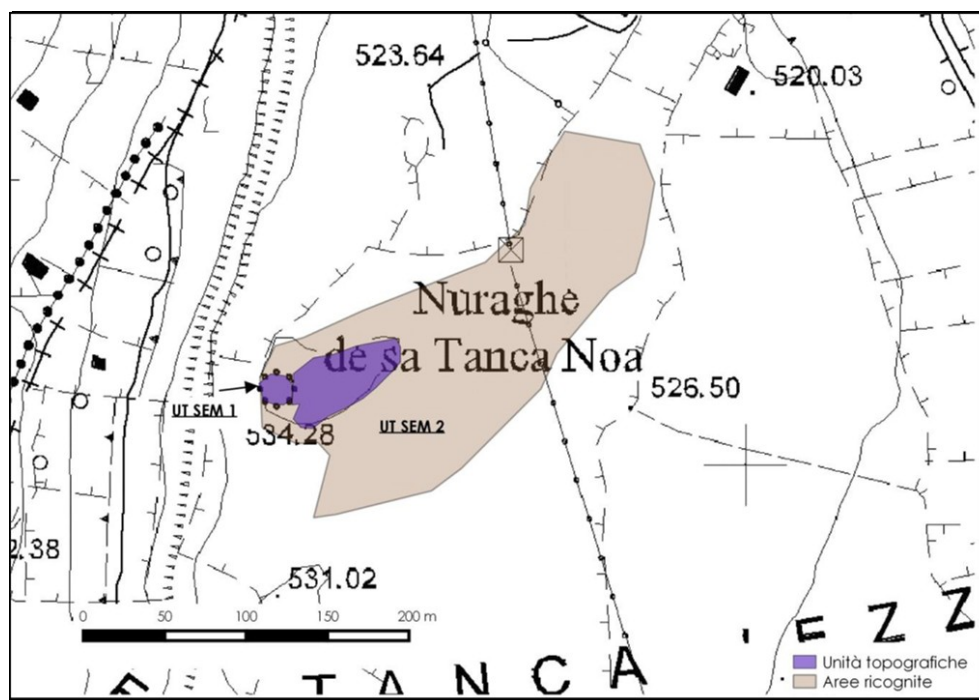 523.64
520.03
Nuraghe
de sa Tanca Noa
526.50
UT SEM 1
534.28
UT SEM 2
2.38
531.02
0 50 100 150 200 m
TANCA
EZZ
Unità topografiche
Aree ricognite